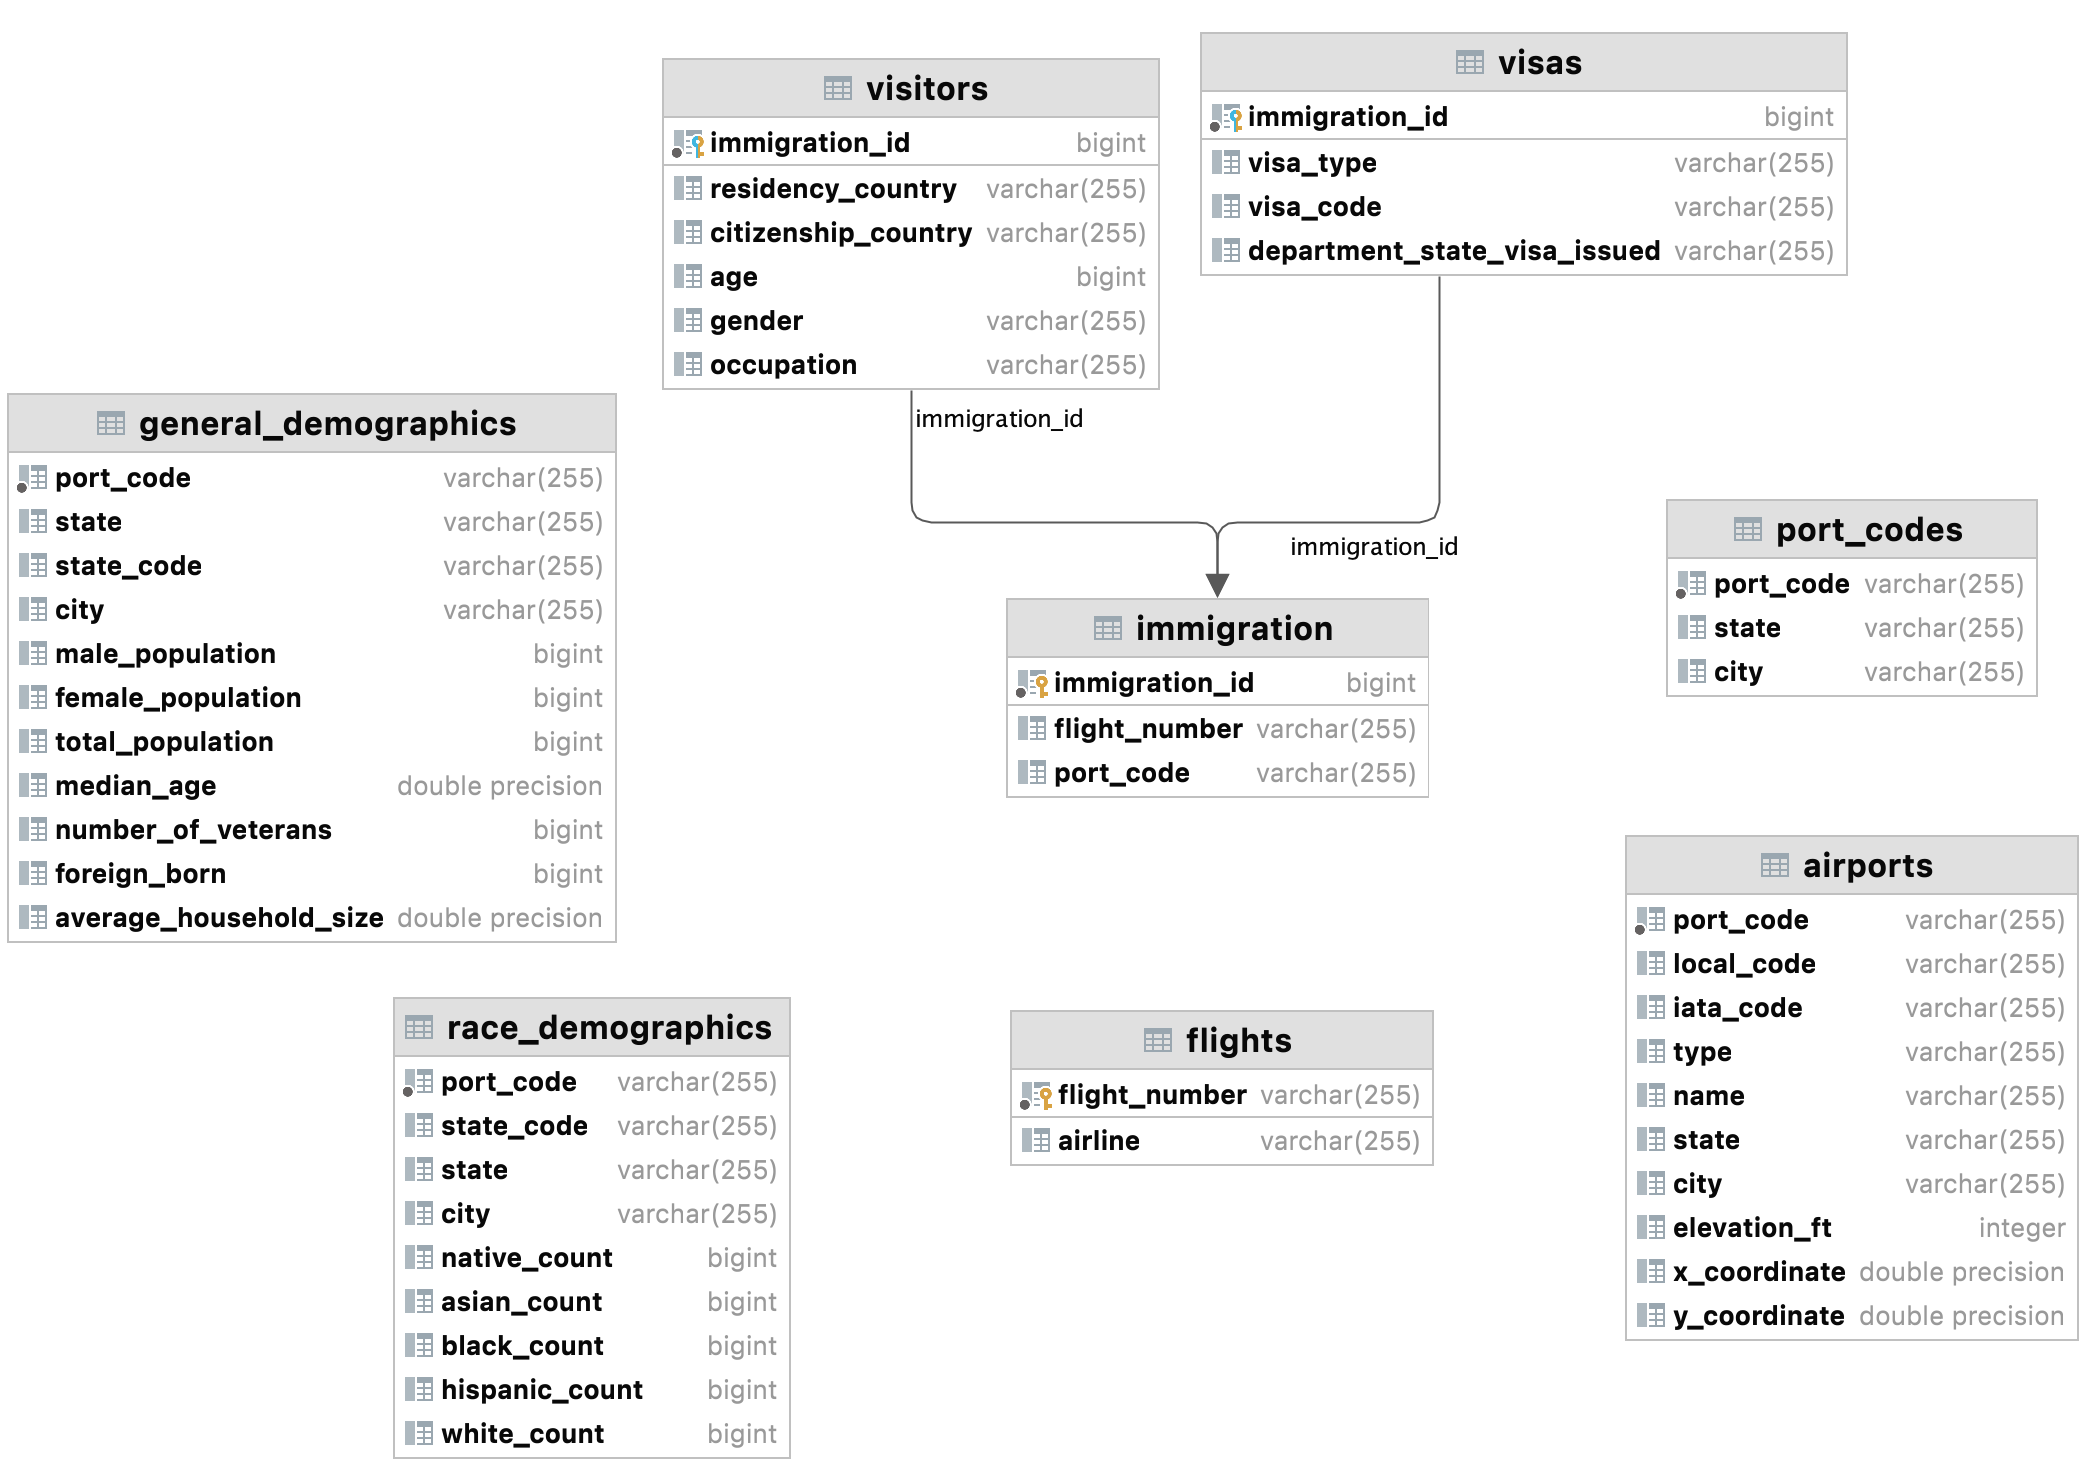 visitors
immigration_id bigint
residency_country varchar(255)
citizenship_country varchar(255)
age bigint
gender varchar(255)
occupation varchar(255)
visas
immigration_id bigint
visa_type varchar(255)
visa_code varchar(255)
department_state_visa_issued varchar(255)
immigration_id
immigration_id
general_demographics
port_code varchar(255)
state varchar(255)
state_code varchar(255)
city varchar(255)
male_population bigint
female_population bigint
total_population bigint
median_age double precision
number_of_veterans bigint
foreign_born bigint
average_household_size double precision
immigration
immigration_id bigint
flight_number varchar(255)
port_code varchar(255)
port_codes
port_code varchar(255)
state varchar(255)
city varchar(255)
race_demographics
port_code varchar(255)
state_code varchar(255)
state varchar(255)
city varchar(255)
native_count bigint
asian_count bigint
black_count bigint
hispanic_count bigint
white_count bigint
flights
flight_number varchar(255)
airline varchar(255)
airports
port_code varchar(255)
local_code varchar(255)
iata_code varchar(255)
type varchar(255)
name varchar(255)
state varchar(255)
city varchar(255)
elevation_ft integer
x_coordinate double precision
y_coordinate double precision